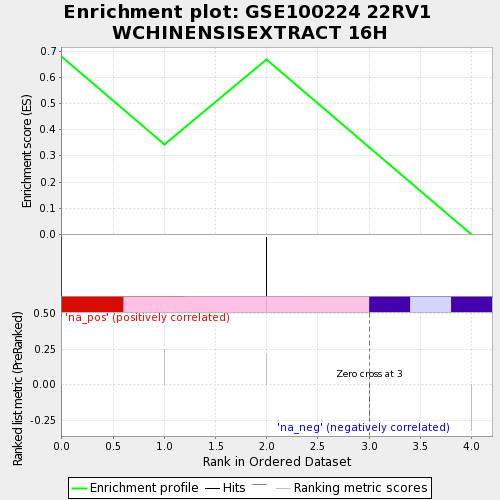 Enrichment plot: GSE100224 22RV1
WCHINENSISEXTRACT 16H
Enrichment score (ES)
0.7
0.6
0.5
0.4
0.3
0.2
0.1
0.0
'na_pos' (positively correlated)
Ranked list metric (PreRanked)
0.50
0.25
0.00
-0.25
Zero cross at 3
'na_neg' (negatively correlated)
0.0 0.5 1.0 1.5 2.0 2.5 3.0 3.5 4.0
Rank in Ordered Dataset
Enrichment profile Hits Ranking metric scores